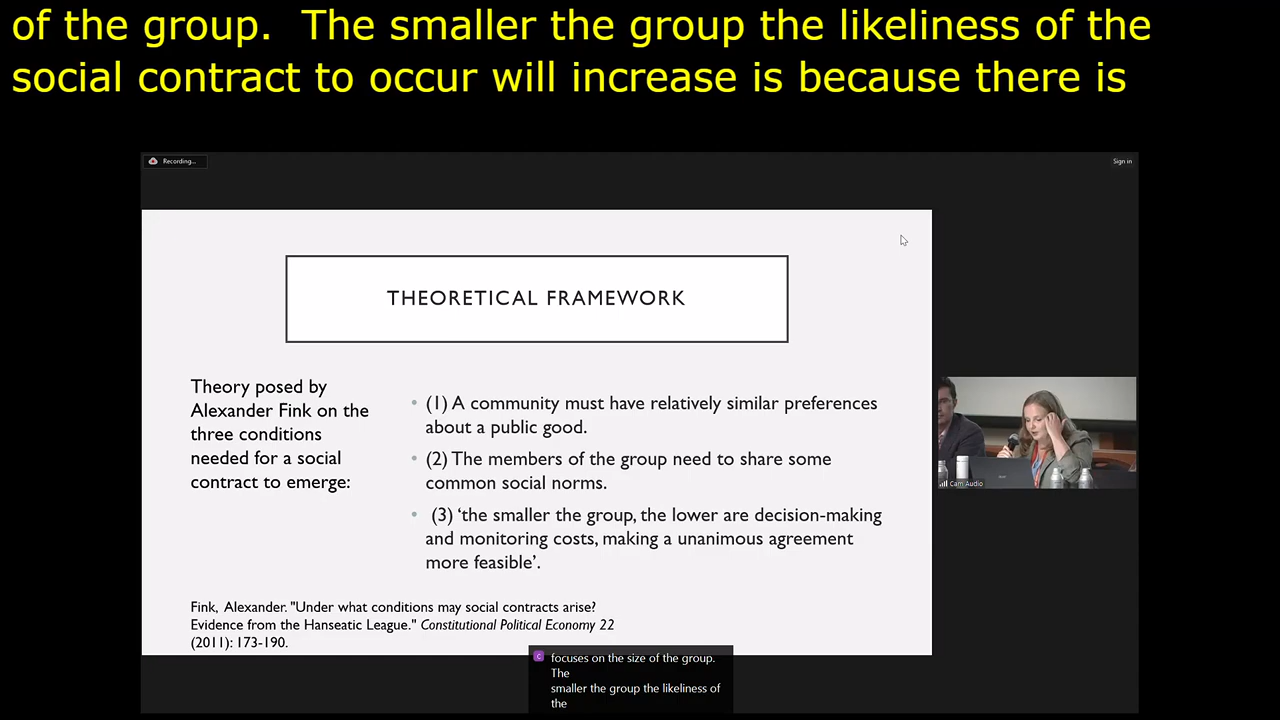 of the group.  The smaller the group the likeliness of the
social contract to occur will increase is because there is
Recording...
Sign in
THEORETICAL FRAMEWORK
Theory posed by
Alexander Fink on the
three conditions
needed for a social
contract to emerge:
• (1) A community must have relatively similar preferences
about a public good.
• (2) The members of the group need to share some
common social norms.
• (3) ‘the smaller the group, the lower are decision-making
and monitoring costs, making a unanimous agreement
more feasible’.
Fink, Alexander. "Under what conditions may social contracts arise?
Evidence from the Hanseatic League." Constitutional Political Economy 22
(2011): 173-190.
Cam Audio
C
focuses on the size of the group.
The
smaller the group the likeliness of
the